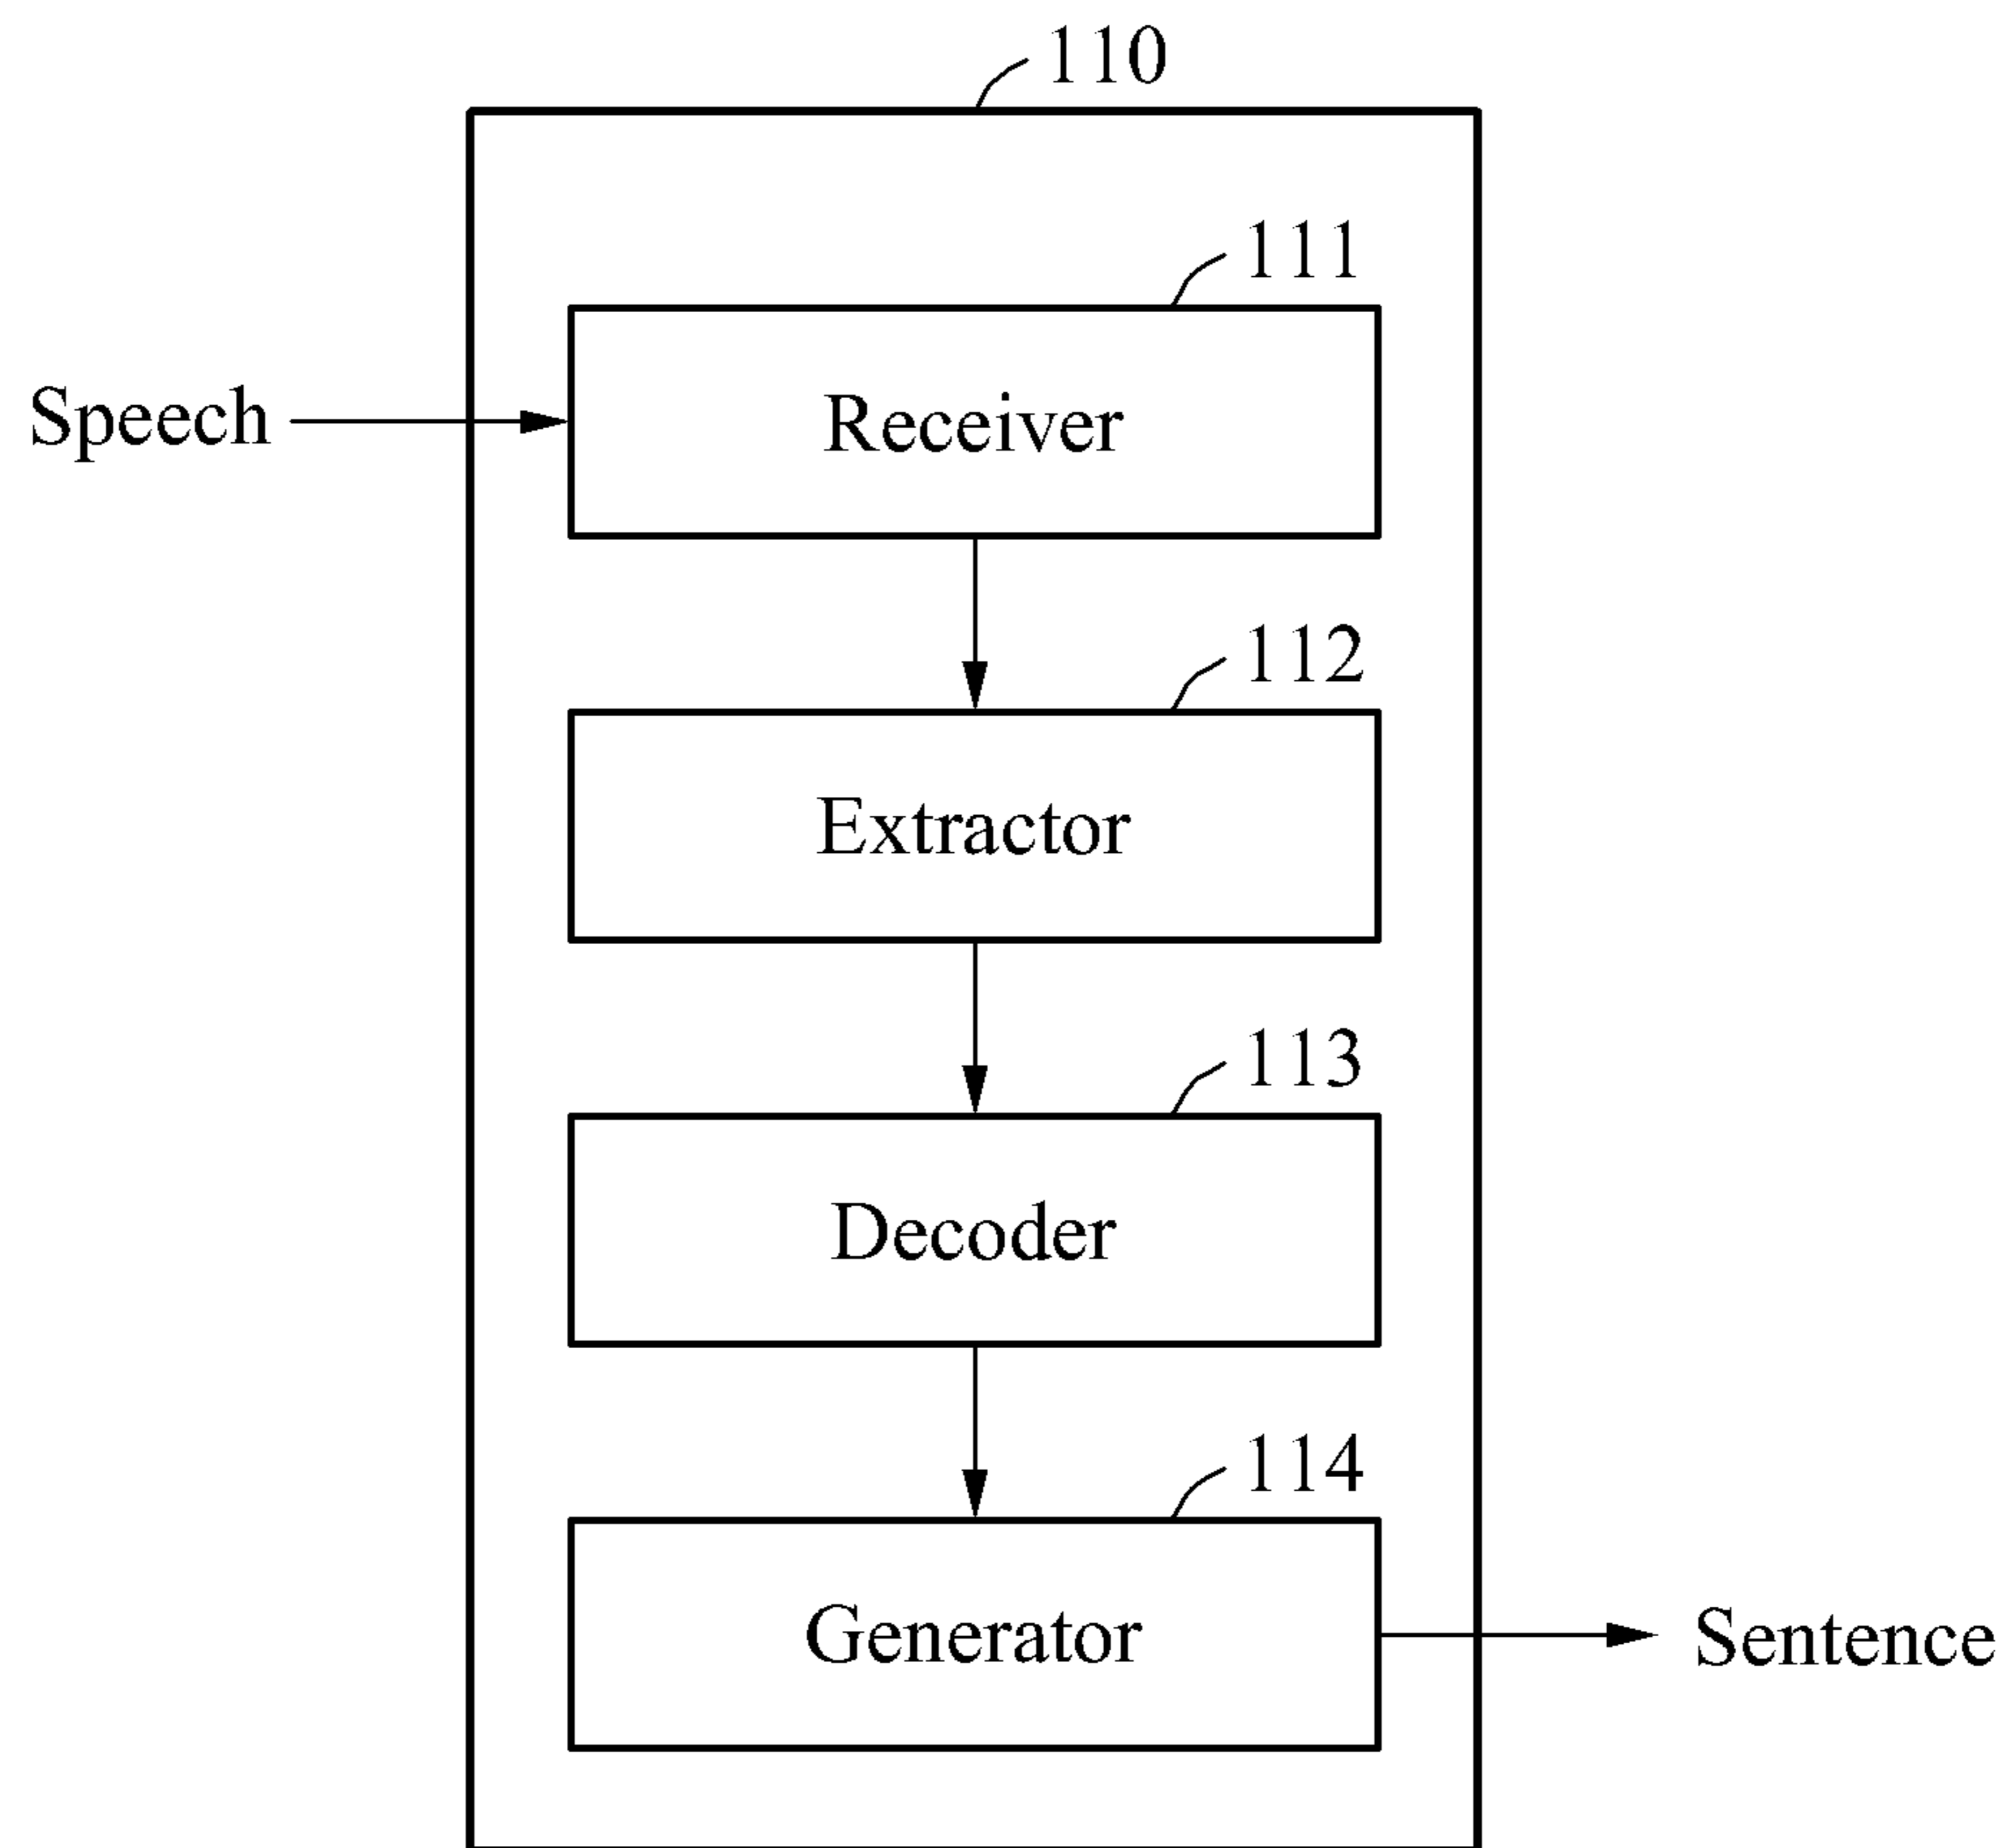 110
111
Speech
Receiver
112
Extractor
113
Decoder
114
Generator
Sentence